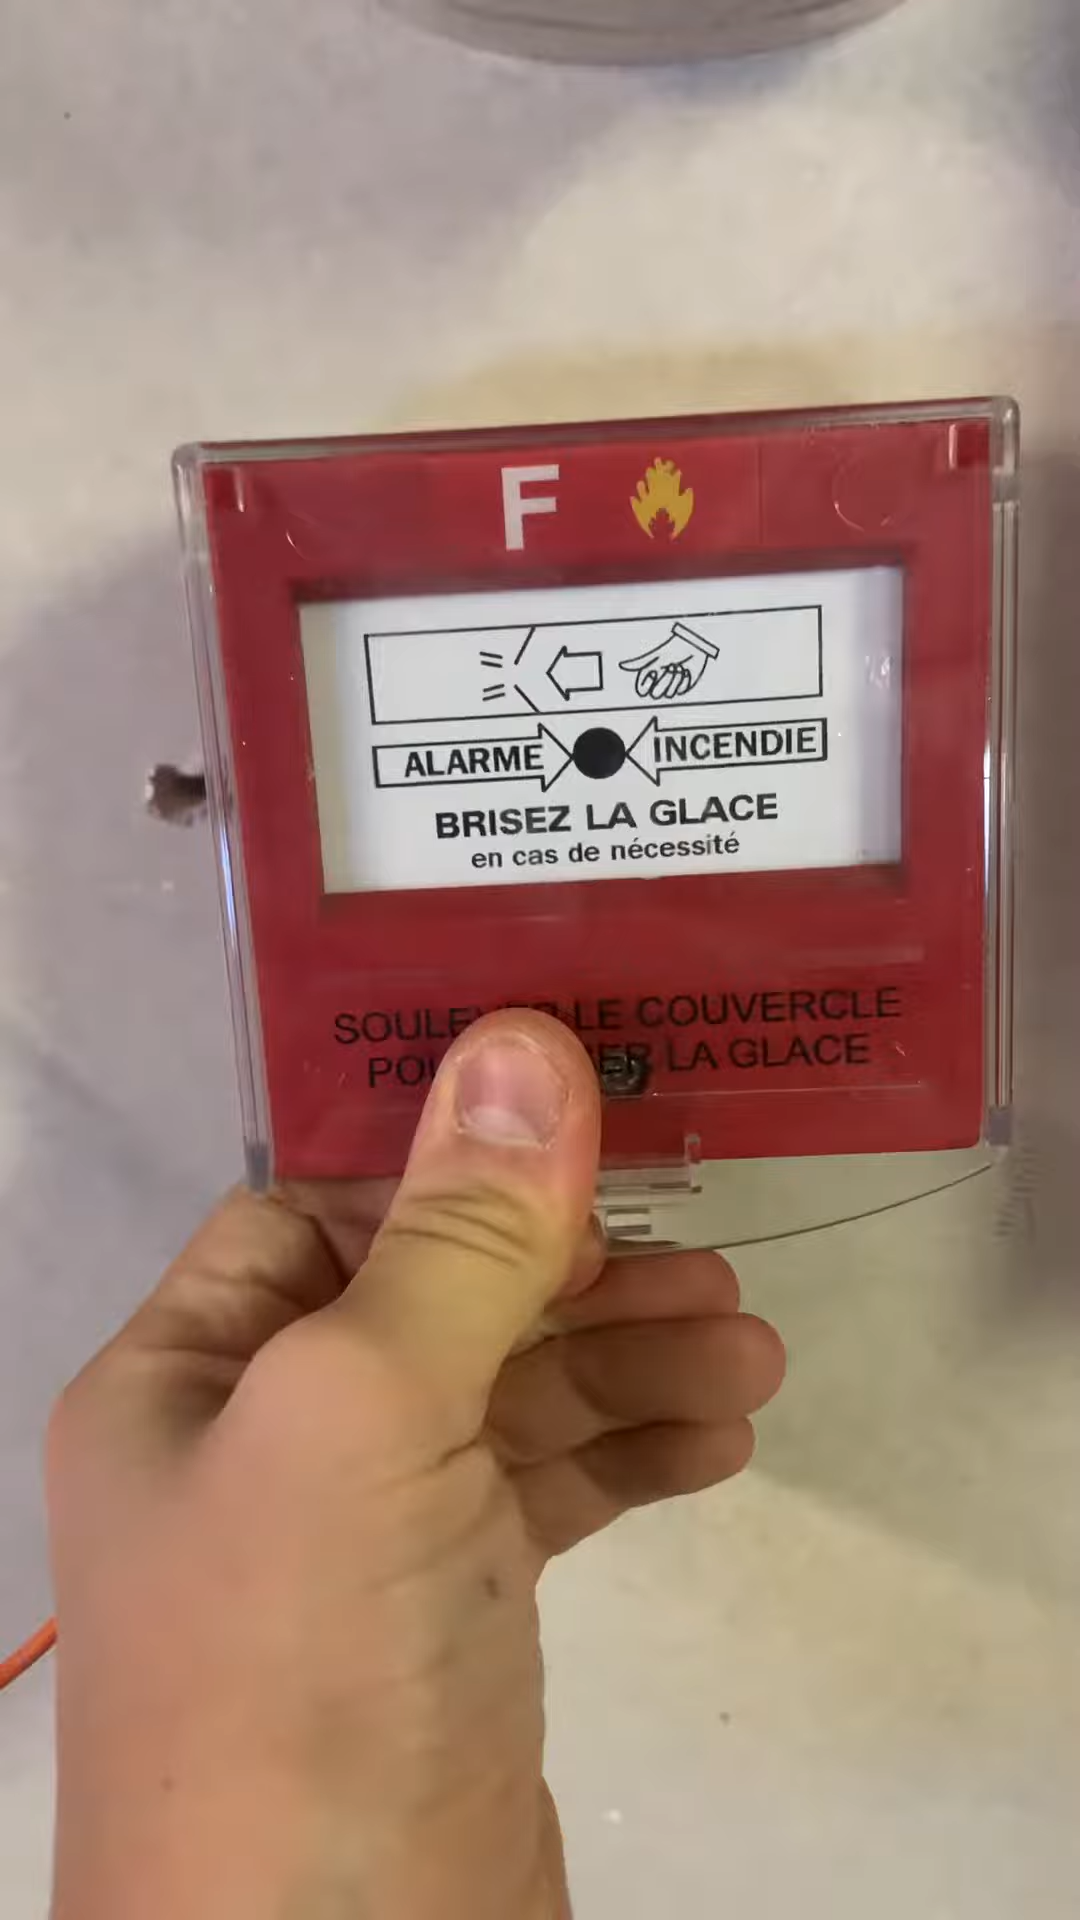 F
ALARME INCENDIE
BRISEZ LA GLACE
en cas de nécessité
LE COUVERCLE
LA GLACE